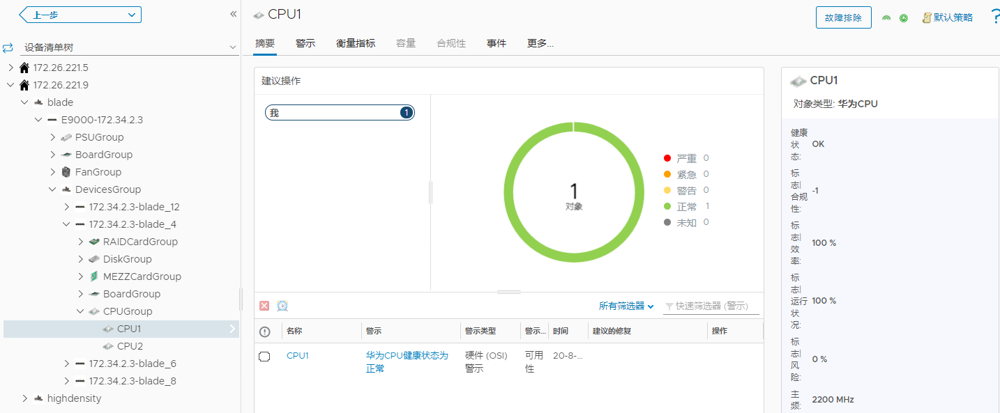 上一步
设备清单树
172.26.221.5
172.26.221.9
blade
E9000-172.34.2.3
PSUGroup
BoardGroup
FanGroup
DevicesGroup
172.34.2.3-blade_12
172.34.2.3-blade_4
RAIDCardGroup
DiskGroup
MEZZCardGroup
BoardGroup
CPUGroup
CPU1
CPU2
172.34.2.3-blade_6
172.34.2.3-blade_8
highdensity
CPU1
故障排除
默认策略
?
摘要 警示 衡量指标 容量 合规性 事件 更多...
建议操作
我 1
1
对象
严重 0
紧急 0
警告 0
正常 1
未知 0
所有筛选器
快速筛选器 (警示)
名称 警示 警示类型 警示... 时间 建议的修复 操作
CPU1
华为CPU健康状态为
正常
硬件 (OSI)
警示
可用
性
20-8-...
CPU1
对象类型: 华为CPU
健康
状
态:
OK
标
志|
合规
性:
-1
标
志|
效
率:
100 %
标
志|
运行
状
况:
100 %
标
志|
风
险:
0 %
主
频:
2200 MHz